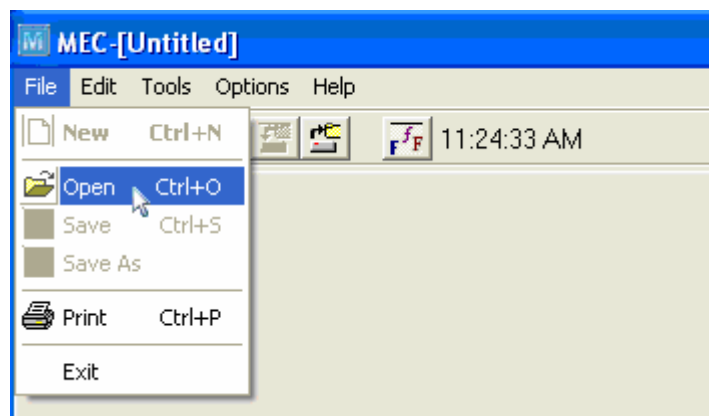 MEC-[Untitled]
File Edit Tools Options Help
New Ctrl+N
11:24:33 AM
Open Ctrl+O
Save Ctrl+S
Save As
Print Ctrl+P
Exit